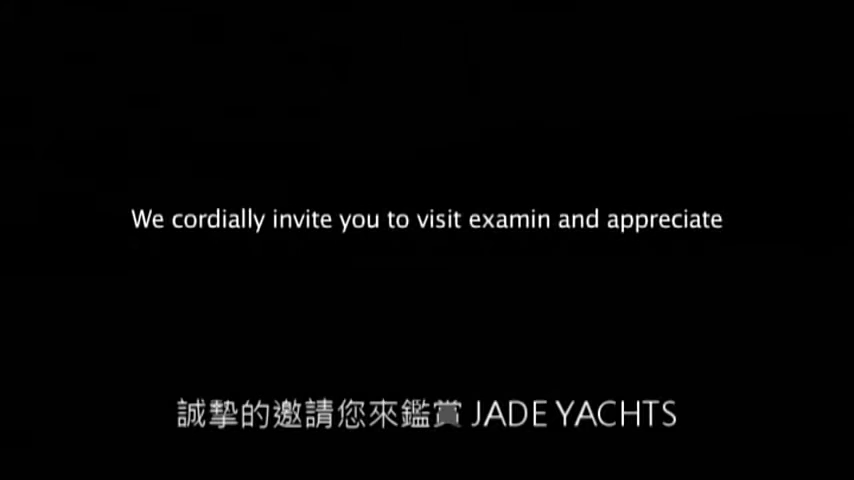 We cordially invite you to visit examin and appreciate
誠摯的邀請您來鑑賞 JADE YACHTS